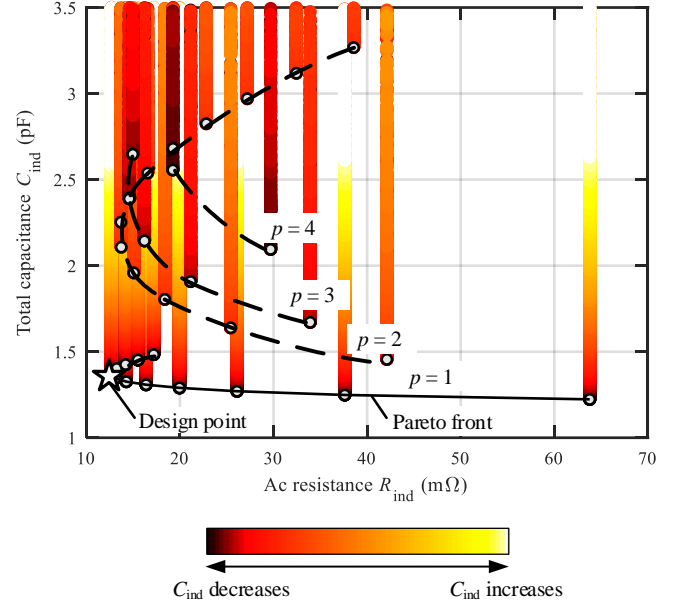 3.5
3
2.5
2
1.5
1
Total capacitance C_ind (pF)
p = 4
p = 3
p = 2
p = 1
Design point
Pareto front
10 20 30 40 50 60 70
Ac resistance R_ind (mΩ)
C_ind decreases
C_ind increases